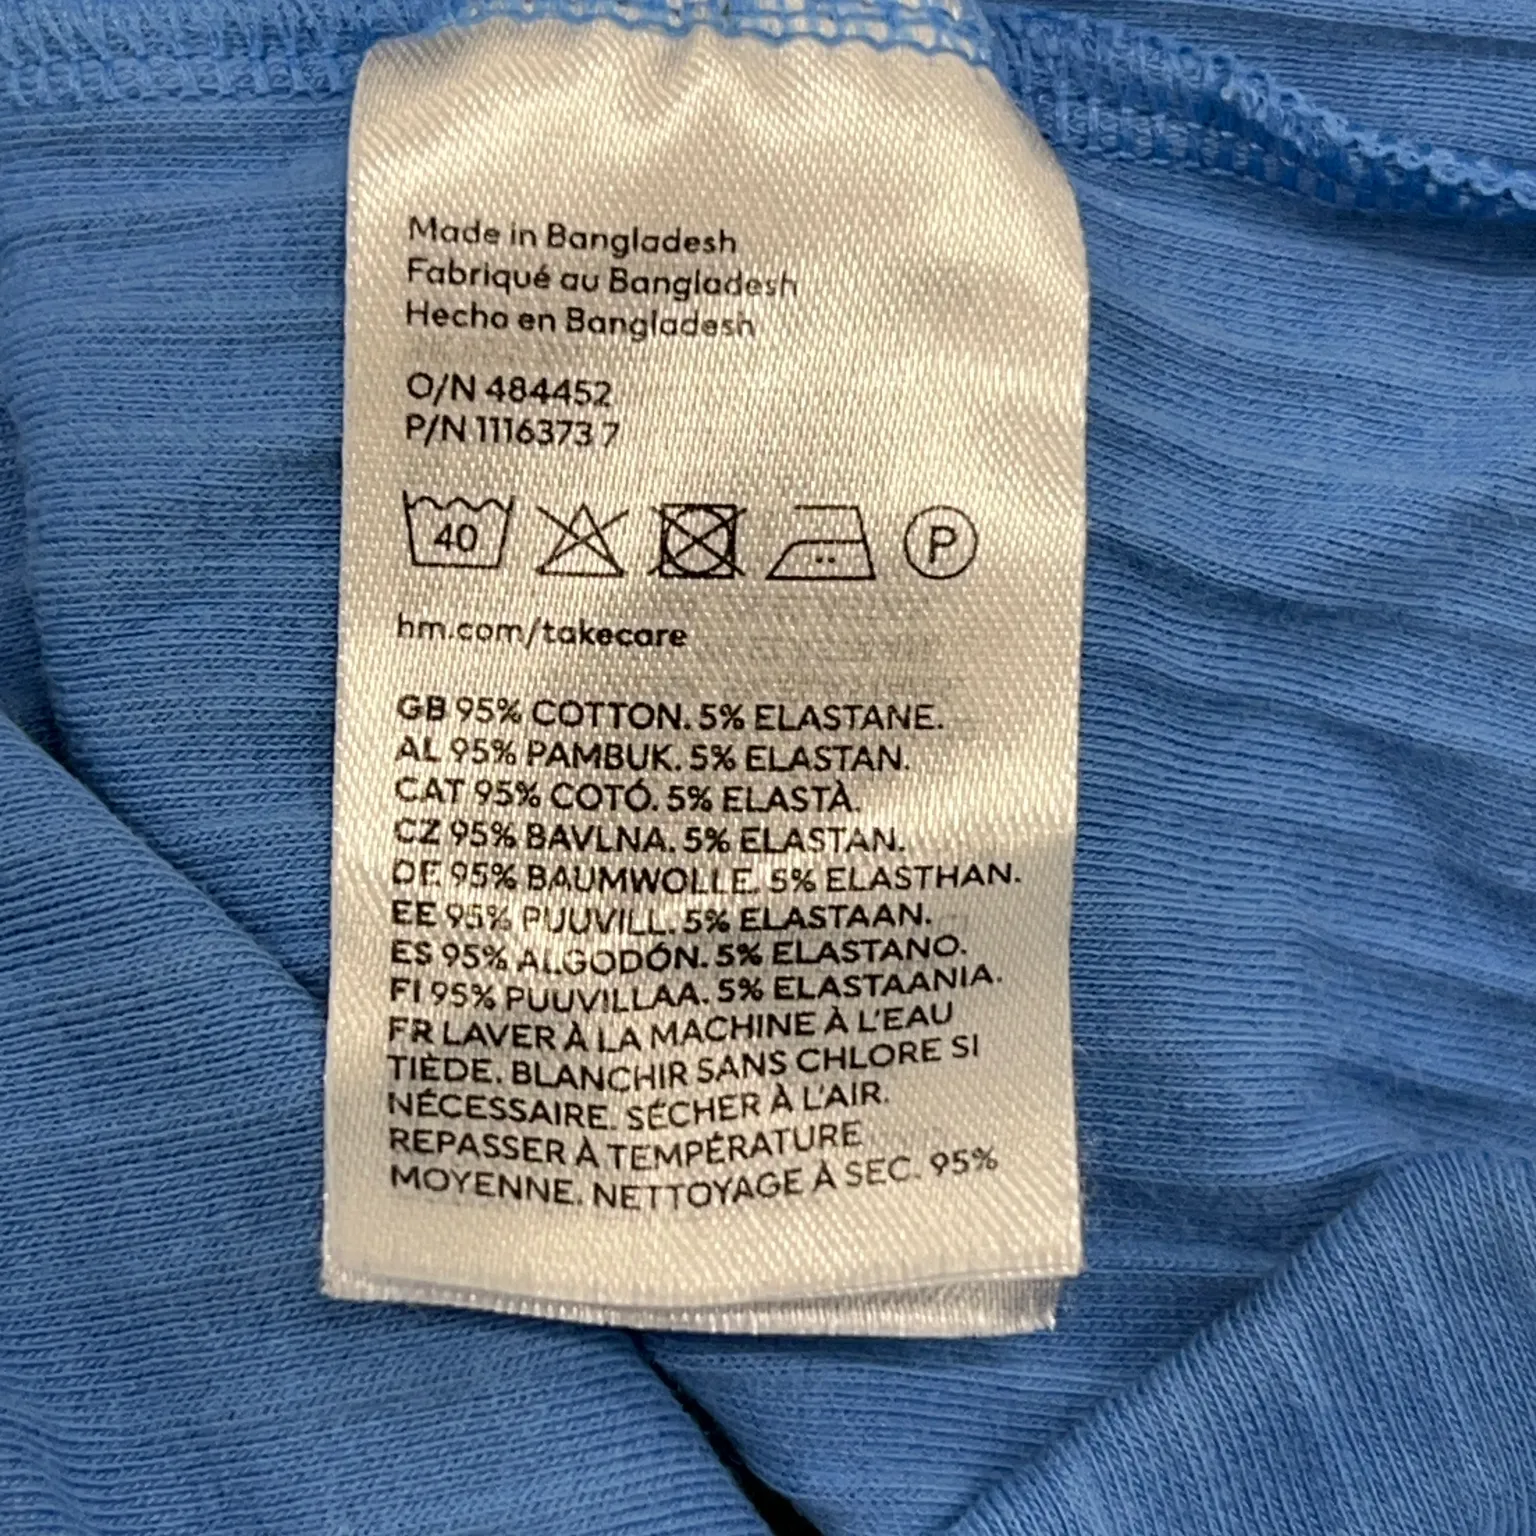 Made in Bangladesh
Fabriqué au Bangladesh
Hecho en Bangladesh
O/N 484452
P/N 1116373 7
40
P
hm.com/takecare
GB 95% COTTON. 5% ELASTANE.
AL 95% PAMBUK. 5% ELASTAN.
CAT 95% COTÓ. 5% ELASTÀ.
CZ 95% BAVLNA. 5% ELASTAN.
DE 95% BAUMWOLLE. 5% ELASTHAN.
EE 95% PUUVILL. 5% ELASTAAN.
ES 95% ALGODÓN. 5% ELASTANO.
FI 95% PUUVILLAA. 5% ELASTAANIA.
FR LAVER À LA MACHINE À L'EAU
TIÈDE. BLANCHIR SANS CHLORE SI
NÉCESSAIRE. SÉCHER À L'AIR.
REPASSER À TEMPÉRATURE
MOYENNE. NETTOYAGE À SEC. 95%